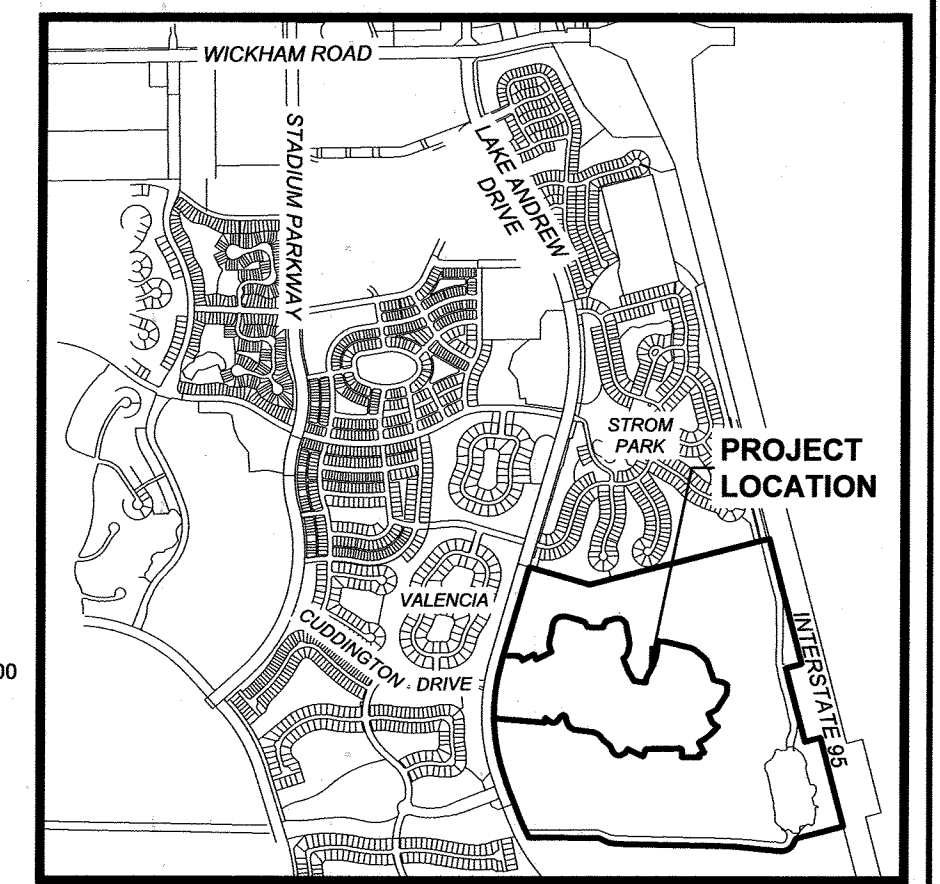 WICKHAM ROAD
STADIUM PARKWAY
LAKE ANDREW
DRIVE
STROM
PARK
PROJECT
LOCATION
VALENCIA
CUDDINGTON DRIVE
INTERSTATE 95
00